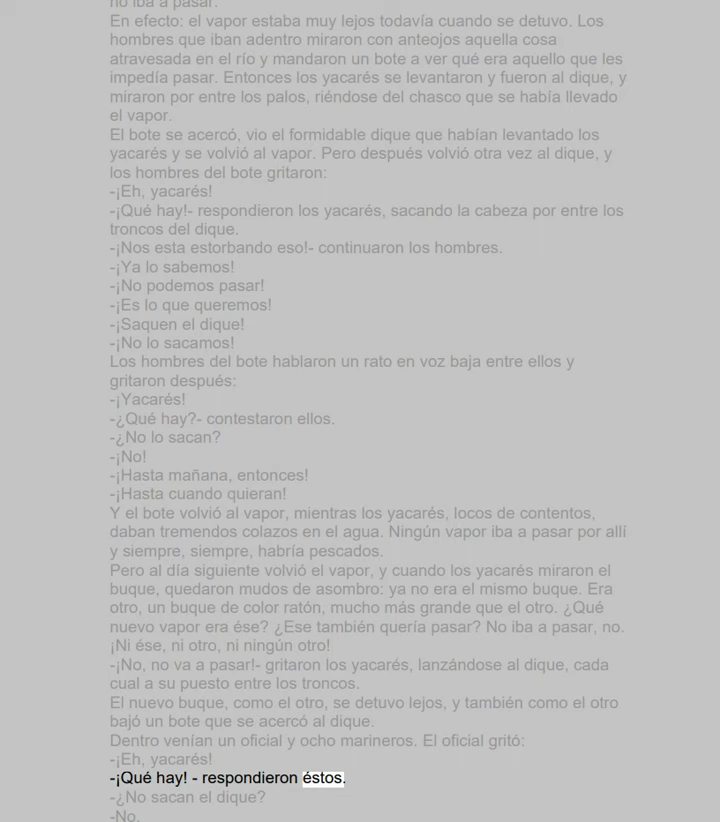 no iba a pasar.
En efecto: el vapor estaba muy lejos todavía cuando se detuvo. Los
hombres que iban adentro miraron con anteojos aquella cosa
atravesada en el río y mandaron un bote a ver qué era aquello que les
impedía pasar. Entonces los yacarés se levantaron y fueron al dique, y
miraron por entre los palos, riéndose del chasco que se había llevado
el vapor.
El bote se acercó, vio el formidable dique que habían levantado los
yacarés y se volvió al vapor. Pero después volvió otra vez al dique, y
los hombres del bote gritaron:
-¡Eh, yacarés!
-¡Qué hay!- respondieron los yacarés, sacando la cabeza por entre los
troncos del dique.
-¡Nos esta estorbando eso!- continuaron los hombres.
-¡Ya lo sabemos!
-¡No podemos pasar!
-¡Es lo que queremos!
-¡Saquen el dique!
-¡No lo sacamos!
Los hombres del bote hablaron un rato en voz baja entre ellos y
gritaron después:
-¡Yacarés!
-¿Qué hay?- contestaron ellos.
-¿No lo sacan?
-¡No!
-¡Hasta mañana, entonces!
-¡Hasta cuando quieran!
Y el bote volvió al vapor, mientras los yacarés, locos de contentos,
daban tremendos colazos en el agua. Ningún vapor iba a pasar por allí
y siempre, siempre, habría pescados.
Pero al día siguiente volvió el vapor, y cuando los yacarés miraron el
buque, quedaron mudos de asombro: ya no era el mismo buque. Era
otro, un buque de color ratón, mucho más grande que el otro. ¿Qué
nuevo vapor era ése? ¿Ese también quería pasar? No iba a pasar, no.
¡Ni ése, ni otro, ni ningún otro!
-¡No, no va a pasar!- gritaron los yacarés, lanzándose al dique, cada
cual a su puesto entre los troncos.
El nuevo buque, como el otro, se detuvo lejos, y también como el otro
bajó un bote que se acercó al dique.
Dentro venían un oficial y ocho marineros. El oficial gritó:
-¡Eh, yacarés!
-¡Qué hay! - respondieron éstos.
-¿No sacan el dique?
-No.